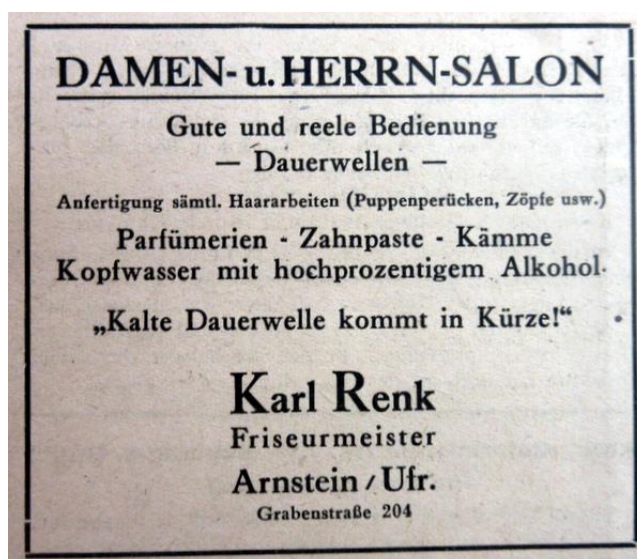 DAMEN- u. HERRN-SALON
Gute und reele Bedienung
— Dauerwellen —
Anfertigung sämtl. Haararbeiten (Puppenperücken, Zöpfe usw.)
Parfümerien - Zahnpaste - Kämme
Kopfwasser mit hochprozentigem Alkohol.
„Kalte Dauerwelle kommt in Kürze!“
Karl Renk
Friseurmeister
Arnstein / Ufr.
Grabenstraße 204